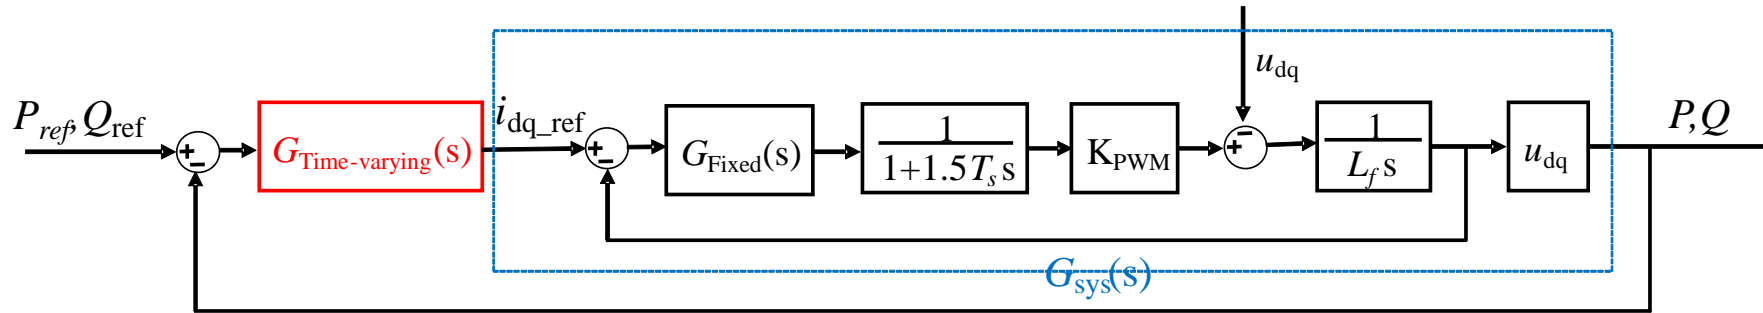 P_ref, Q_ref
+
−
G_Time-varying(s)
i_dq_ref
+
−
G_Fixed(s)
1
1+1.5T_s s
K_PWM
u_dq
−
+
1
L_f s
u_dq
P,Q
G_sys(s)